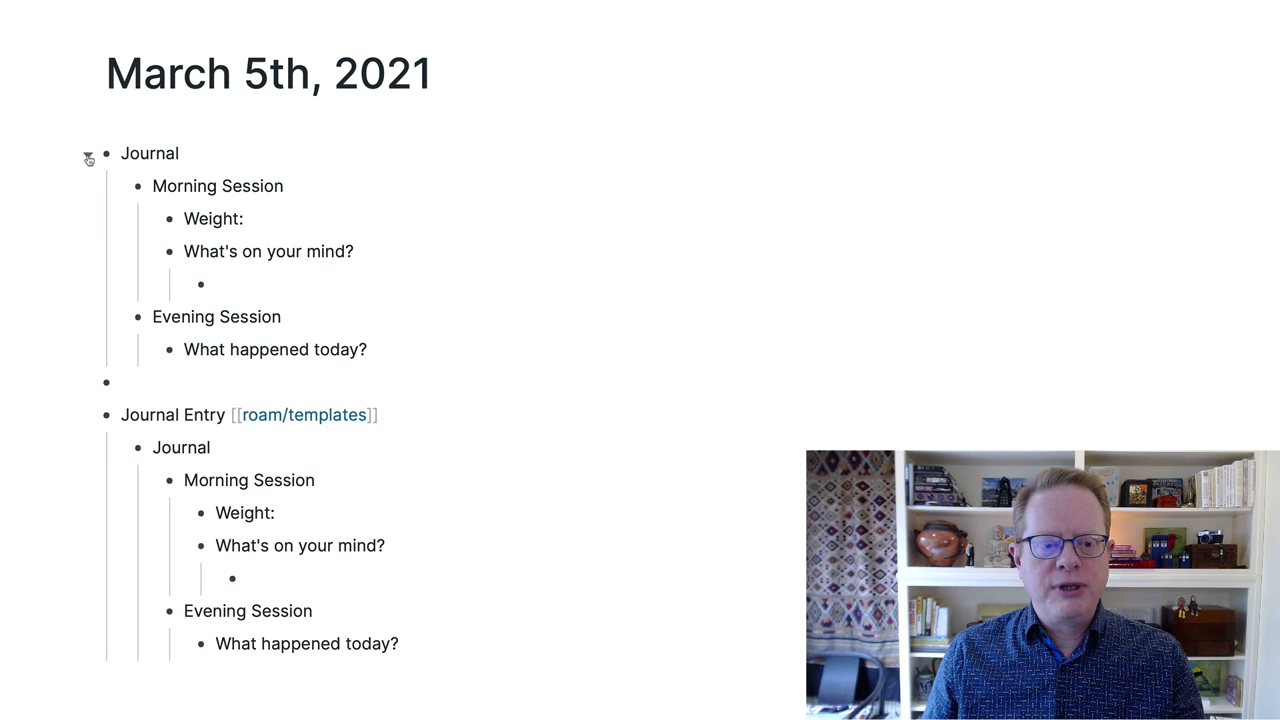 March 5th, 2021
Journal
Morning Session
Weight:
What's on your mind?
Evening Session
What happened today?
Journal Entry [[roam/templates]]
Journal
Morning Session
Weight:
What's on your mind?
Evening Session
What happened today?